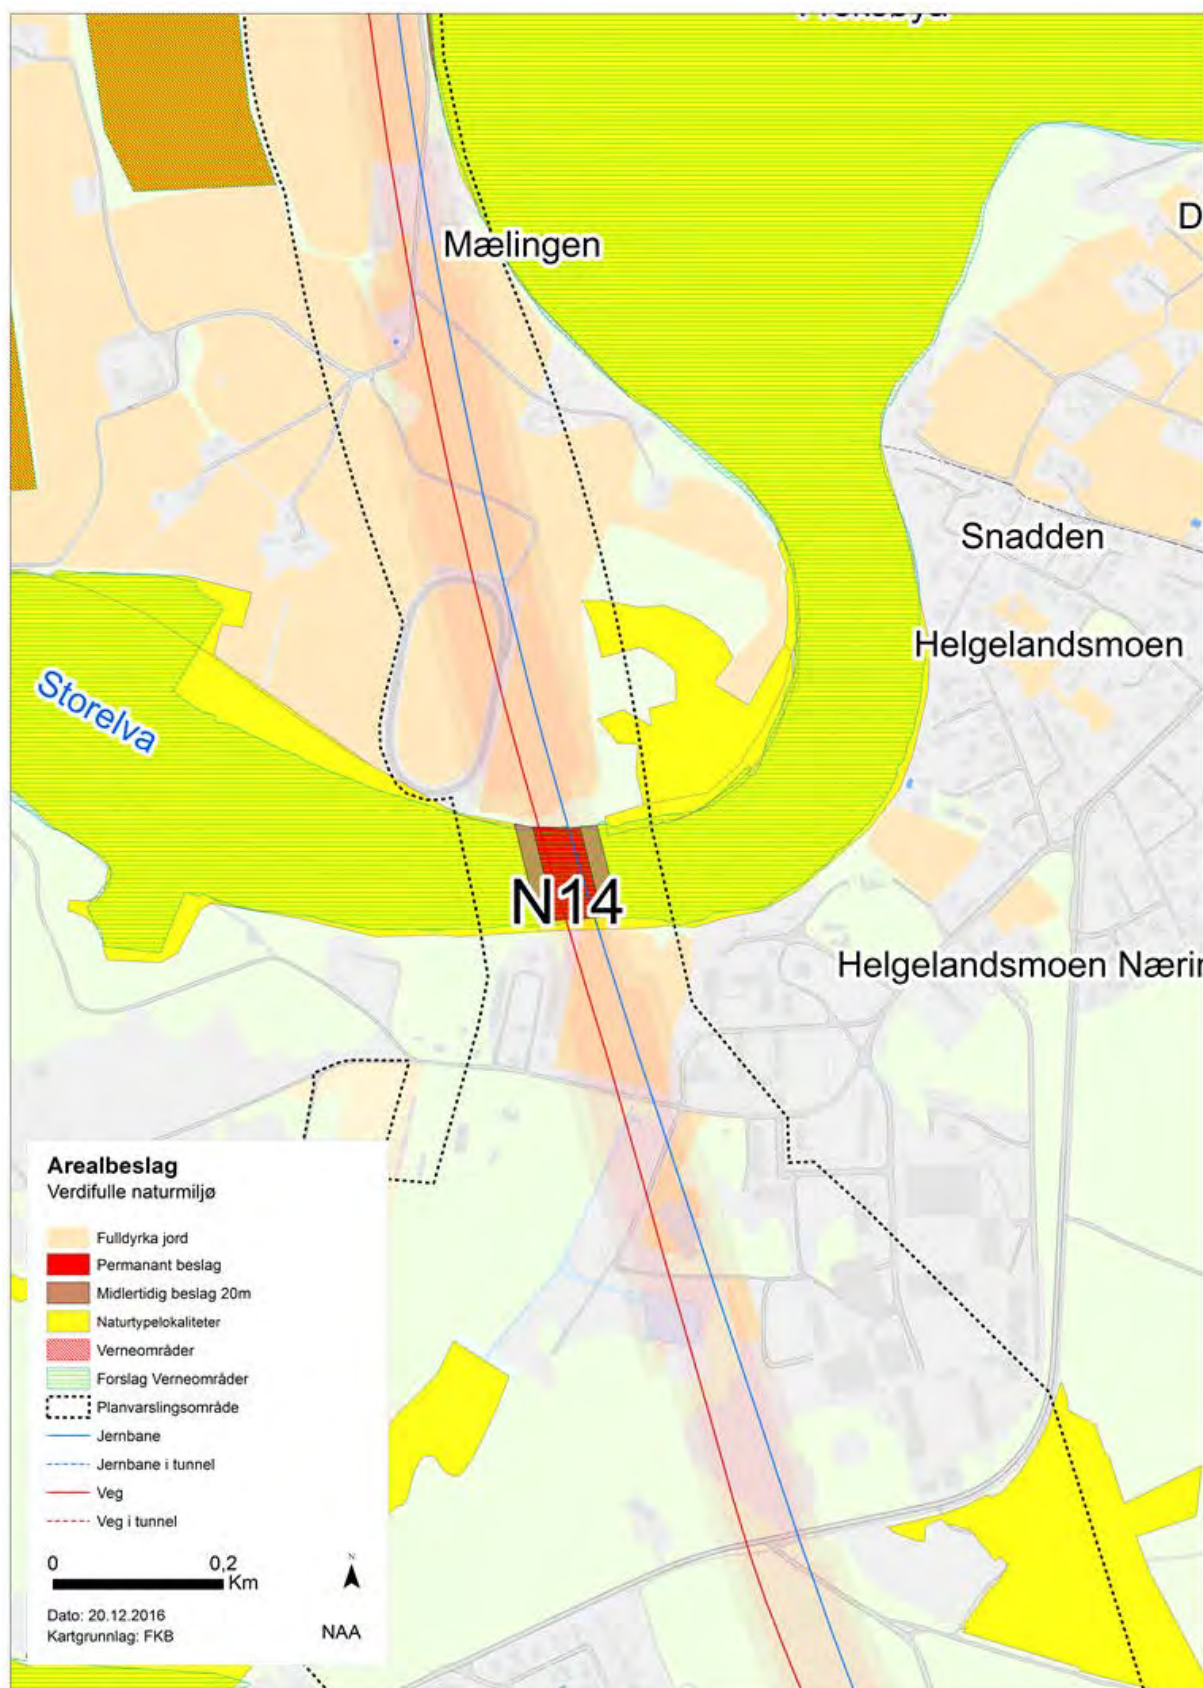 Mælingen
D
Snadden
Helgelandsmoen
Storelva
N14
Helgelandsmoen Nærin
Arealbeslag
Verdifulle naturmiljø
Fulldyrka jord
Permanant beslag
Midlertidig beslag 20m
Naturtypelokaliteter
Verneområder
Forslag Verneområder
Planvarslingsområde
Jernbane
Jernbane i tunnel
Veg
Veg i tunnel
0 0,2
Km
N
Dato: 20.12.2016
Kartgrunnlag: FKB
NAA